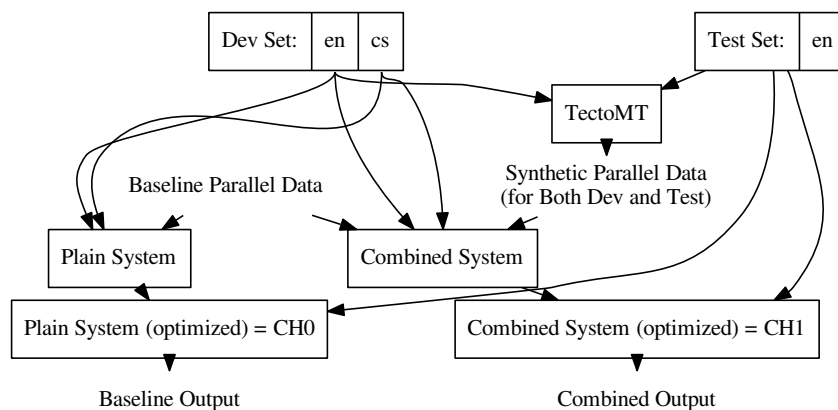 Dev Set: en cs
Test Set: en
TectoMT
Baseline Parallel Data
Synthetic Parallel Data
(for Both Dev and Test)
Plain System
Combined System
Plain System (optimized) = CH0
Combined System (optimized) = CH1
Baseline Output
Combined Output